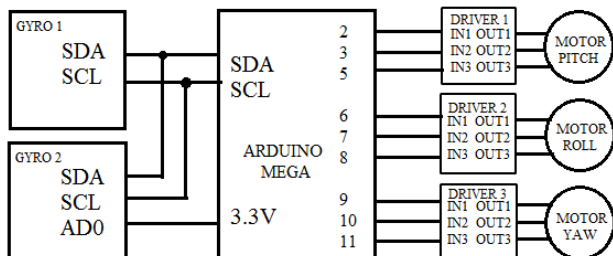 GYRO 1
SDA
SCL
GYRO 2
SDA
SCL
AD0
SDA
SCL
ARDUINO
MEGA
3.3V
2
3
5
6
7
8
9
10
11
DRIVER 1
IN1 OUT1
IN2 OUT2
IN3 OUT3
MOTOR
PITCH
DRIVER 2
IN1 OUT1
IN2 OUT2
IN3 OUT3
MOTOR
ROLL
DRIVER 3
IN1 OUT1
IN2 OUT2
IN3 OUT3
MOTOR
YAW